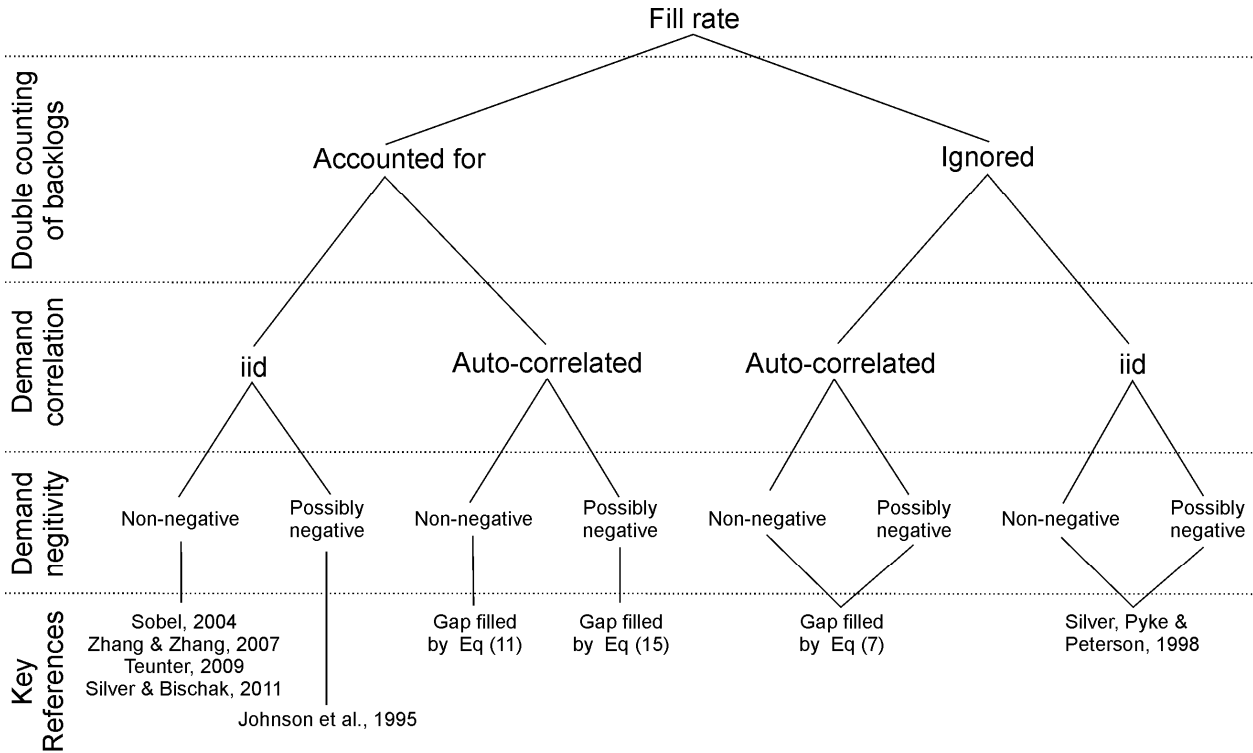 Fill rate
Double counting
of backlogs
Accounted for
Ignored
Demand
correlation
iid
Auto-correlated
Auto-correlated
iid
Demand
negitivity
Non-negative
Possibly
negative
Non-negative
Possibly
negative
Non-negative
Possibly
negative
Non-negative
Possibly
negative
Key
References
Sobel, 2004
Zhang & Zhang, 2007
Teunter, 2009
Silver & Bischak, 2011
Johnson et al., 1995
Gap filled
by Eq (11)
Gap filled
by Eq (15)
Gap filled
by Eq (7)
Silver, Pyke &
Peterson, 1998